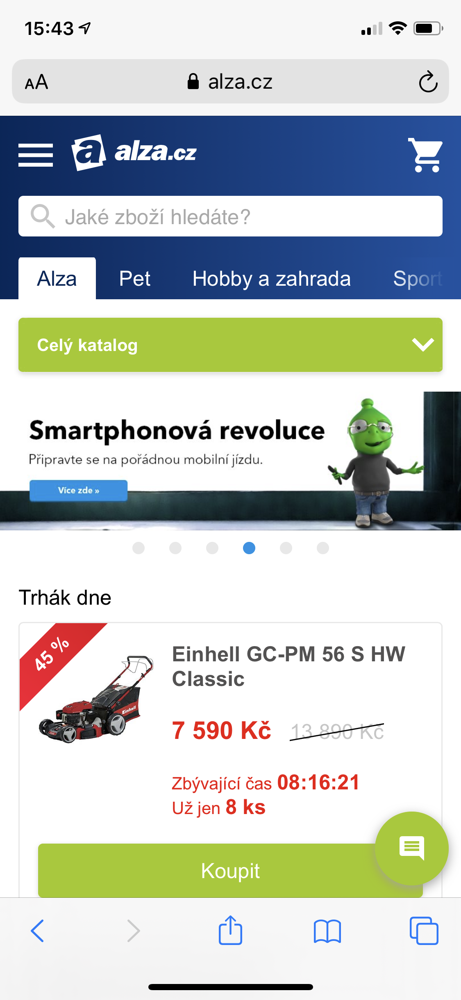 15:43
AA
alza.cz
a alza.cz
Jaké zboží hledáte?
Alza Pet Hobby a zahrada Sport
Celý katalog
Smartphonová revoluce
Připravte se na pořádnou mobilní jízdu.
Více zde »
Trhák dne
45 %
Einhell
Einhell GC-PM 56 S HW
Classic
7 590 Kč 13 890 Kč
Zbývající čas 08:16:21
Už jen 8 ks
Koupit